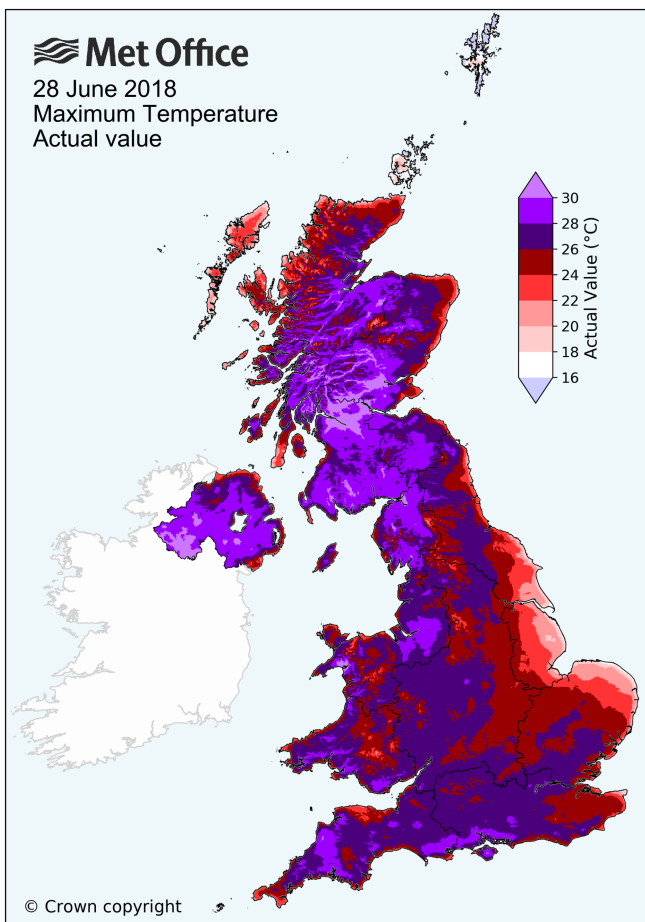 Met Office
28 June 2018
Maximum Temperature
Actual value
30
28
26
24
22
20
18
16
Actual Value (°C)
© Crown copyright